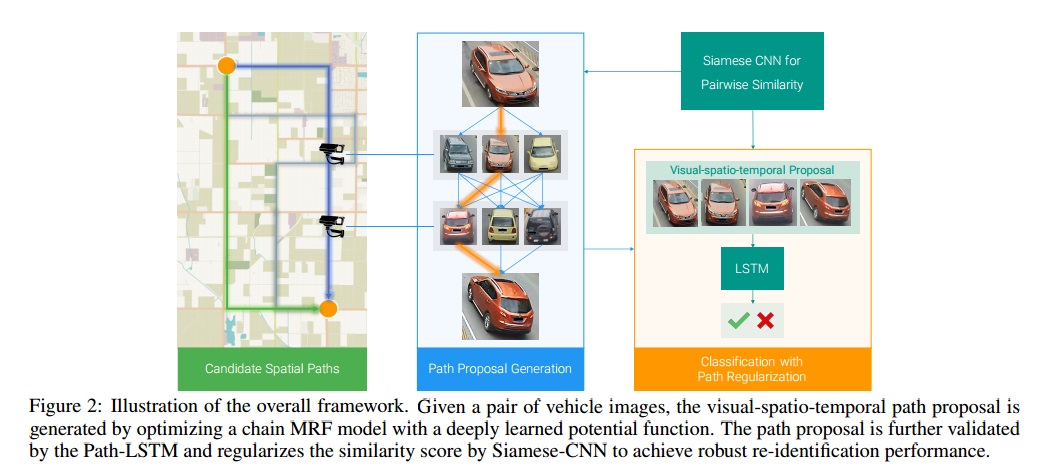 Siamese CNN for
Pairwise Similarity
Visual-spatio-temporal Proposal
LSTM
Candidate Spatial Paths
Path Proposal Generation
Classification with
Path Regularization
Figure 2: Illustration of the overall framework. Given a pair of vehicle images, the visual-spatio-temporal path proposal is
generated by optimizing a chain MRF model with a deeply learned potential function. The path proposal is further validated
by the Path-LSTM and regularizes the similarity score by Siamese-CNN to achieve robust re-identification performance.